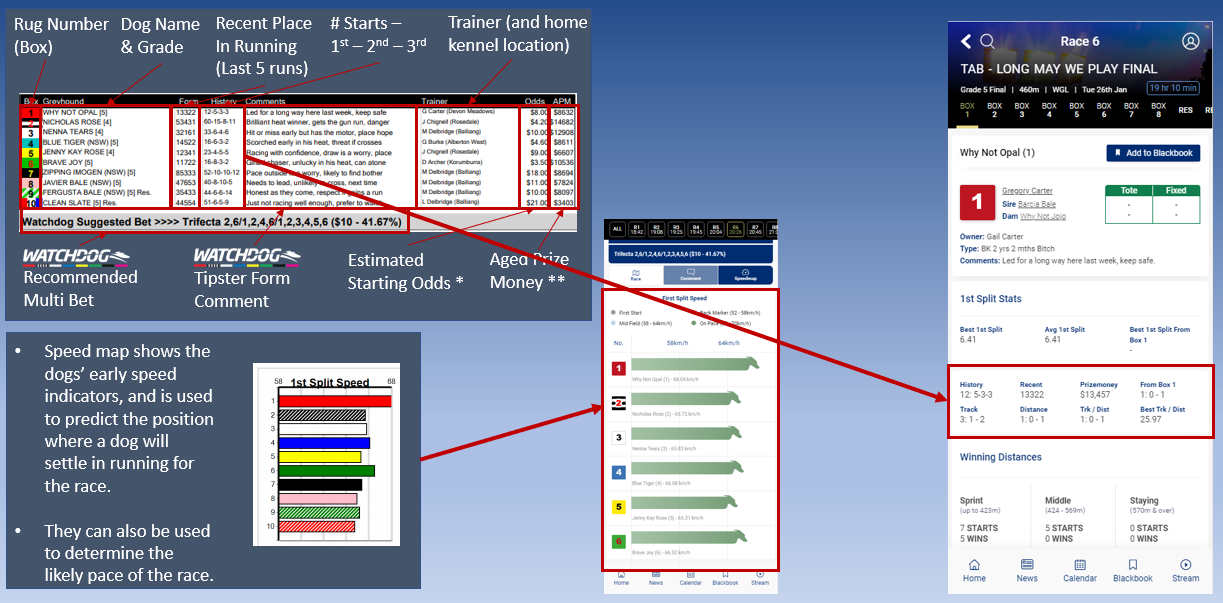 Rug Number
(Box)
Dog Name
& Grade
Recent Place
In Running
(Last 5 runs)
# Starts –
1st – 2nd – 3rd
Trainer (and home
kennel location)
Box Greyhound Form History Comments Trainer Odds APM
1 WHY NOT OPAL [5] 13322 12-5-3-3 Led for a long way here last week, keep safe G Carter (Devon Meadows) $8.00 $8632
2 NICHOLAS ROSE [4] 53431 60-15-8-11 Brilliant heat winner, gets the gun run, danger J Chignell (Rosedale) $4.20 $14682
3 NENNA TEARS [4] 32161 33-6-4-6 Hit or miss early but has the motor, place hope M Delbridge (Balliang) $10.00 $12908
4 BLUE TIGER (NSW) [5] 14522 16-6-3-2 Scorched early in his heat, threat if crosses G Burke (Alberton West) $4.60 $8611
5 JENNY KAY ROSE [4] 12341 23-4-5-5 Racing with confidence, draw is a worry, place J Chignell (Rosedale) $9.00 $6607
6 BRAVE JOY [5] 11722 16-8-3-2 chaser, unlucky in his heat, can atone D Archer (Korumburra) $3.50 $10536
7 ZIPPING IMOGEN (NSW) [4] 85333 52-10-10-12 Pace outside worry, likely to find bother M Delbridge (Balliang) $18.00 $8694
8 JAVIER BALE (NSW) [5] 47653 40-8-10-5 Needs to lead, unlikely to cross, next time M Delbridge (Balliang) $11.00 $7824
9 FERGUSTA BALE (NSW) [5] Res. 35433 44-6-6-14 Honest as they come, respect if gains a run M Delbridge (Balliang) $10.00 $8097
10 CLEAN SLATE [5] Res. 44554 51-6-5-9 Just not racing well enough, prefer to watch L Delbridge (Balliang) $21.00 $3403
Watchdog Suggested Bet >>>> Trifecta 2,6/1,2,4,6/1,2,3,4,5,6 ($10 - 41.67%)
WATCHDOG
Recommended
Multi Bet
WATCHDOG
Tipster Form
Comment
Estimated
Starting Odds *
Aged Prize
Money **
• Speed map shows the
dogs’ early speed
indicators, and is used
to predict the position
where a dog will
settle in running for
the race.
• They can also be used
to determine the
likely pace of the race.
58 1st Split Speed 68
1
2
3
4
5
6
7
8
9
10
ALL R1 R2 R3 R4 R5 R6 R7
18:42 19:08 19:25 19:45 20:04 20:26 20:45
Trifecta 2,6/1,2,4,6/1,2,3,4,5,6 ($10 - 41.67%)
Race Comment Speedmap
First Split Speed
First Start Back Marker (52 - 58km/h)
Mid Field (58 - 64km/h) On Pace
No. 58km/h 64km/h
1
Why Not Opal (1) - 68.04 km/h
2
Nicholas Rose (2) - 65.72 km/h
3
Nenna Tears (3) - 65.83 km/h
4
Blue Tiger (4) - 66.08 km/h
5
Jenny Kay Rose (5) - 65.31 km/h
6
Brave Joy (6) - 66.52 km/h
Home News Calendar Blackbook Stream
Race 6
TAB - LONG MAY WE PLAY FINAL
Grade 5 Final | 460m | WGL | Tue 26th Jan 19 hr 10 min
BOX BOX BOX BOX BOX BOX BOX BOX RES
1 2 3 4 5 6 7 8
Why Not Opal (1)
Add to Blackbook
1
Gregory Carter
Sire Barcia Bale
Dam Why Not Jojo
Tote Fixed
- -
- -
Owner: Gail Carter
Type: BK 2 yrs 2 mths Bitch
Comments: Led for a long way here last week, keep safe.
1st Split Stats
Best 1st Split Avg 1st Split Best 1st Split From
Box 1
6.41 6.41
-
History Recent Prizemoney From Box 1
12: 5-3-3 13322 $13,457 1: 0 - 1
Track Distance Trk / Dist Best Trk / Dist
3: 1 - 2 1: 0 - 1 1: 0 - 1 25.97
Winning Distances
Sprint Middle Staying
(up to 423m) (424 - 569m) (570m & over)
7 STARTS 5 STARTS 0 STARTS
5 WINS 0 WINS 0 WINS
Home News Calendar Blackbook Stream